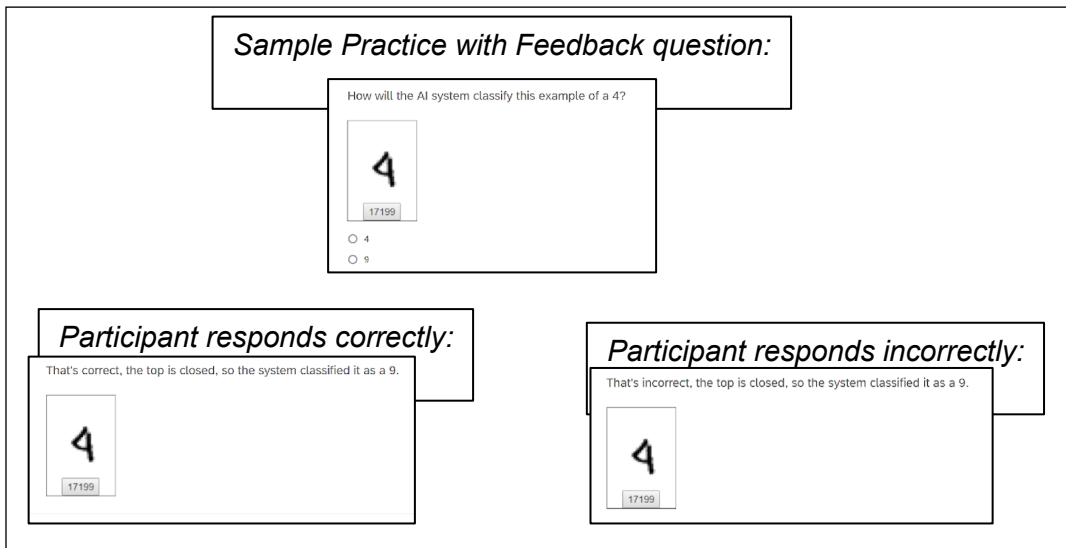 Sample Practice with Feedback question:
How will the AI system classify this example of a 4?
4
17199
4
9
Participant responds correctly:
That's correct, the top is closed, so the system classified it as a 9.
4
17199
Participant responds incorrectly:
That's incorrect, the top is closed, so the system classified it as a 9.
4
17199